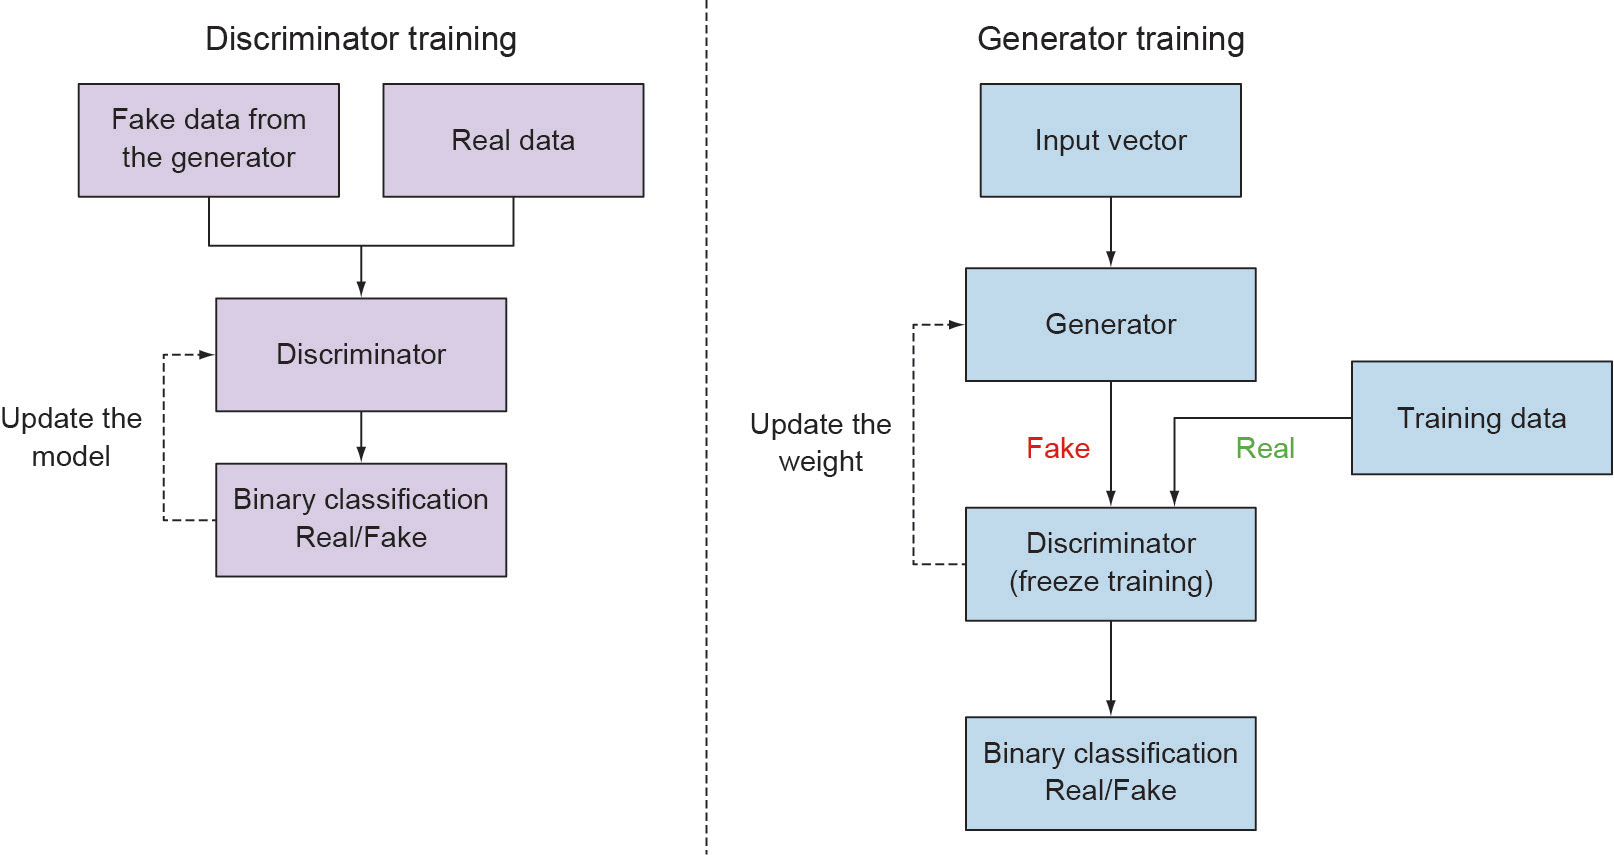 Discriminator training
Fake data from
the generator
Real data
Discriminator
Update the
model
Binary classification
Real/Fake
Generator training
Input vector
Generator
Update the
weight
Fake
Real
Training data
Discriminator
(freeze training)
Binary classification
Real/Fake